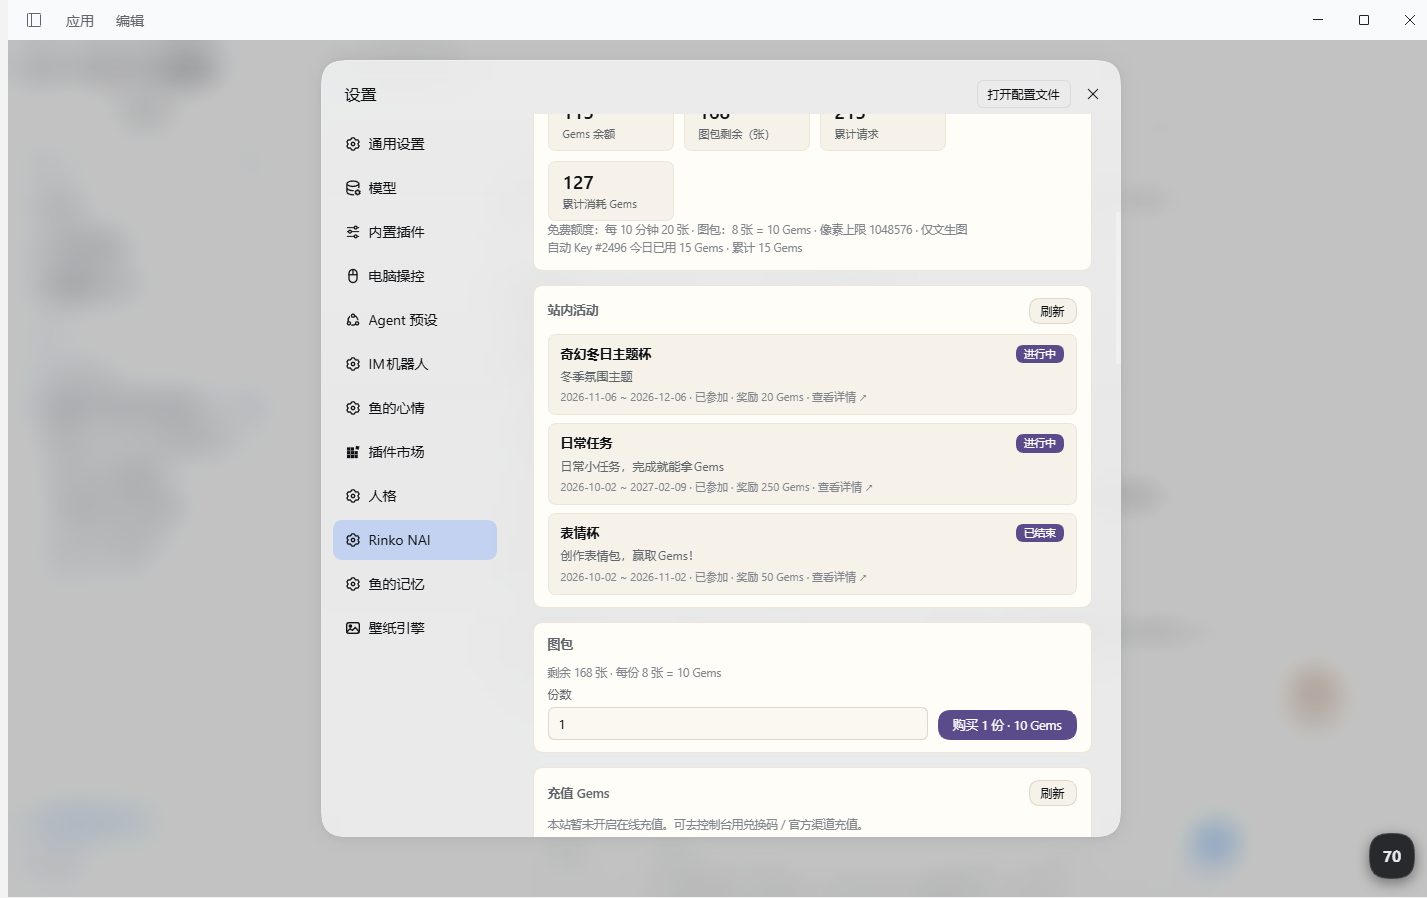 应用 编辑
设置
打开配置文件
通用设置
模型
内置插件
电脑操控
Agent 预设
IM机器人
鱼的心情
插件市场
人格
Rinko NAI
鱼的记忆
壁纸引擎
Gems 余额
图包剩余（张）
累计请求
127
累计消耗 Gems
免费额度：每 10 分钟 20 张 · 图包：8 张 = 10 Gems · 像素上限 1048576 · 仅文生图
自动 Key #2496 今日已用 15 Gems · 累计 15 Gems
站内活动
刷新
奇幻冬日主题杯
进行中
冬季氛围主题
2026-11-06 ~ 2026-12-06 · 已参加 · 奖励 20 Gems · 查看详情 ↗
日常任务
进行中
日常小任务，完成就能拿Gems
2026-10-02 ~ 2027-02-09 · 已参加 · 奖励 250 Gems · 查看详情 ↗
表情杯
已结束
创作表情包，赢取Gems！
2026-10-02 ~ 2026-11-02 · 已参加 · 奖励 50 Gems · 查看详情 ↗
图包
剩余 168 张 · 每份 8 张 = 10 Gems
份数
1
购买 1 份 · 10 Gems
充值 Gems
刷新
本站暂未开启在线充值。可去控制台用兑换码 / 官方渠道充值。
70